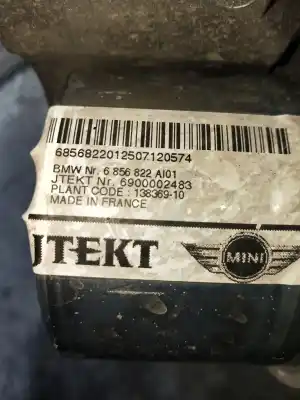 6856822012507120574
BMW Nr. 6 856 822 AI01
JTEKT Nr. 6900002483
PLANT CODE : 138369-10
MADE IN FRANCE
JTEKT
MINI